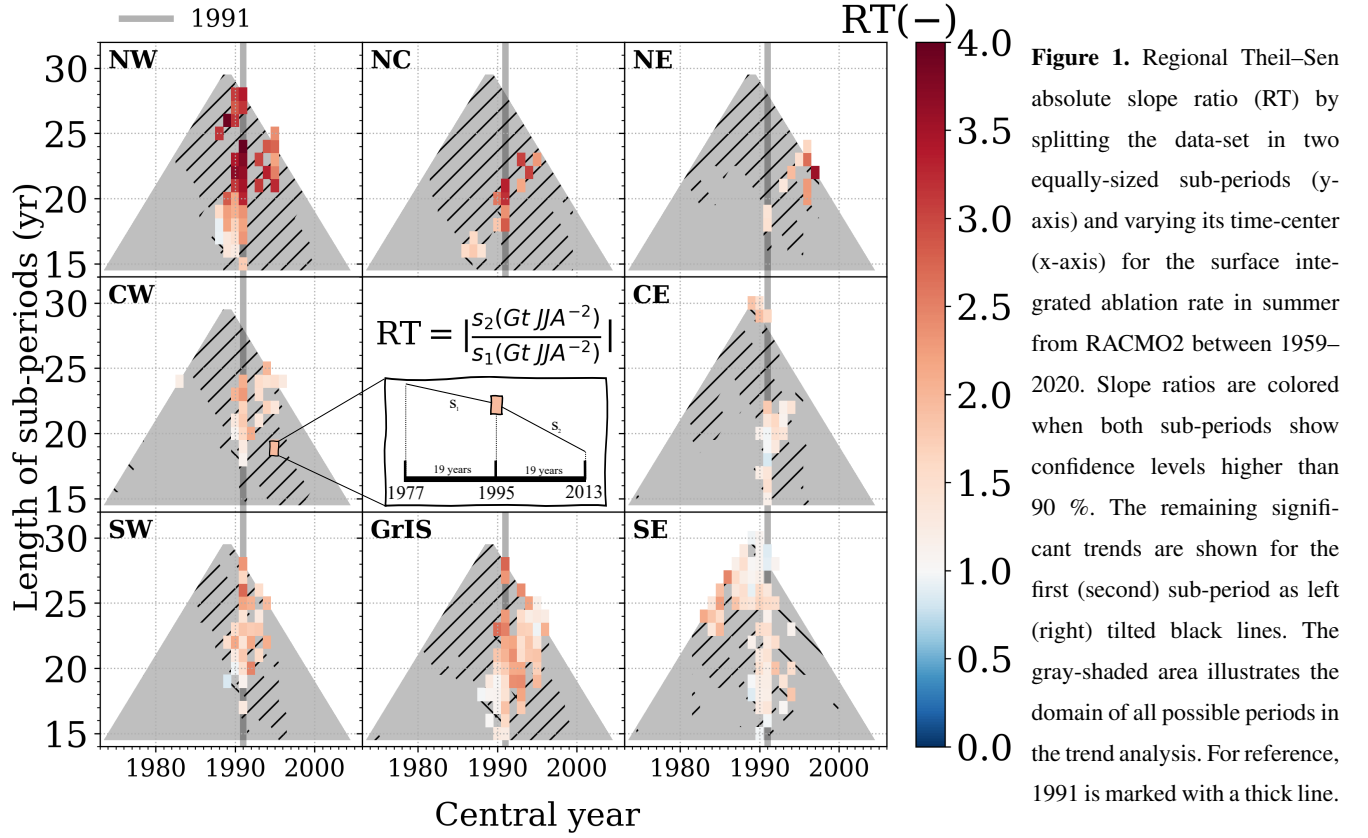 1991
RT(−)
NW
NC
NE
30
25
20
15
CW
CE
30
25
20
15
RT = |s₂(Gt JJA⁻²)
s₁(Gt JJA⁻²)|
S₁
S₂
19 years
19 years
1977
1995
2013
SW
GrIS
SE
30
25
20
15
1980 1990 2000
1980 1990 2000
1980 1990 2000
Length of sub-periods (yr)
Central year
4.0
3.5
3.0
2.5
2.0
1.5
1.0
0.5
0.0
Figure 1. Regional Theil–Sen
absolute slope ratio (RT) by
splitting the data-set in two
equally-sized sub-periods (y-
axis) and varying its time-center
(x-axis) for the surface inte-
grated ablation rate in summer
from RACMO2 between 1959–
2020. Slope ratios are colored
when both sub-periods show
confidence levels higher than
90 %. The remaining signifi-
cant trends are shown for the
first (second) sub-period as left
(right) tilted black lines. The
gray-shaded area illustrates the
domain of all possible periods in
the trend analysis. For reference,
1991 is marked with a thick line.